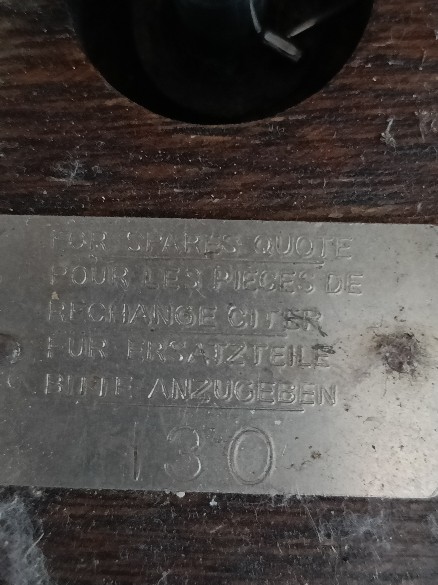 FOR SPARES QUOTE
POUR LES PIECES DE
RECHANGE CITER
FUR ERSATZTEILE
BITTE ANZUGEBEN
130